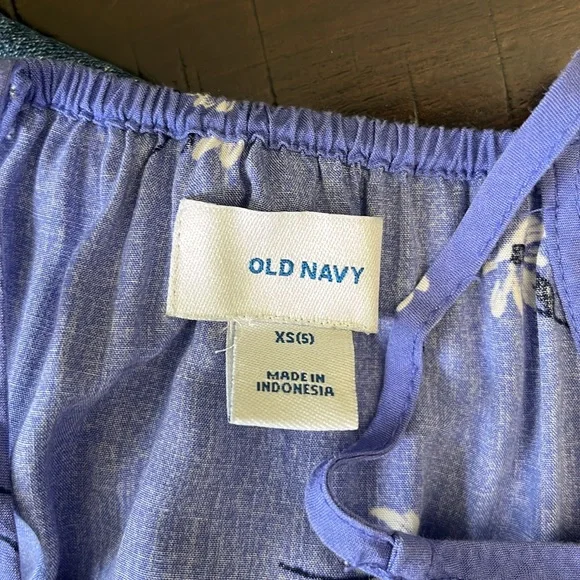 OLD NAVY
XS(5)
MADE IN
INDONESIA